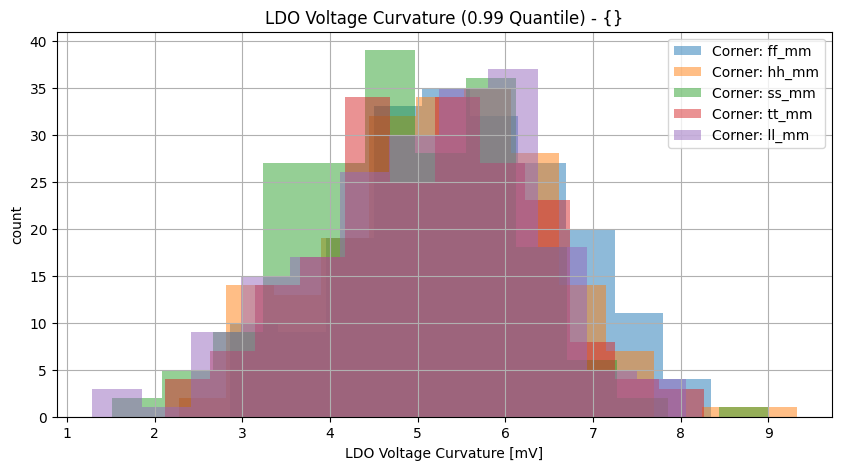 LDO Voltage Curvature (0.99 Quantile) - {}
Corner: ff_mm
Corner: hh_mm
Corner: ss_mm
Corner: tt_mm
Corner: ll_mm
40
35
30
25
20
15
10
5
0
count
1 2 3 4 5 6 7 8 9
LDO Voltage Curvature [mV]